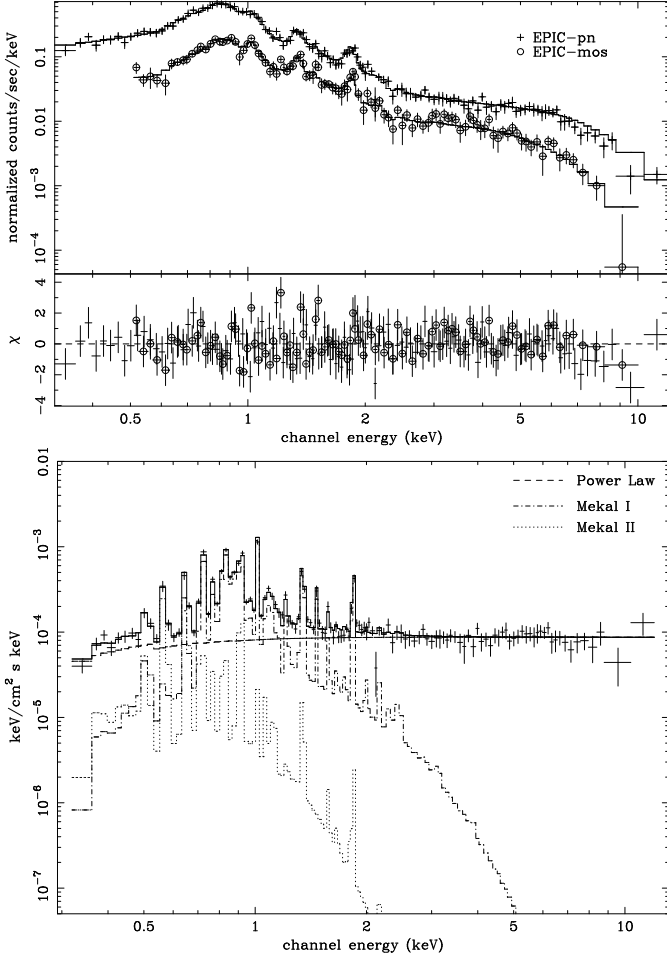 normalized counts/sec/keV
0.1
0.01
10⁻³
10⁻⁴
EPIC−pn
EPIC−mos
χ
4
2
0
−2
−4
0.5
1
2
5
10
channel energy (keV)
keV/cm² s keV
0.01
10⁻³
10⁻⁴
10⁻⁵
10⁻⁶
10⁻⁷
Power Law
Mekal I
Mekal II
0.5
1
2
5
10
channel energy (keV)